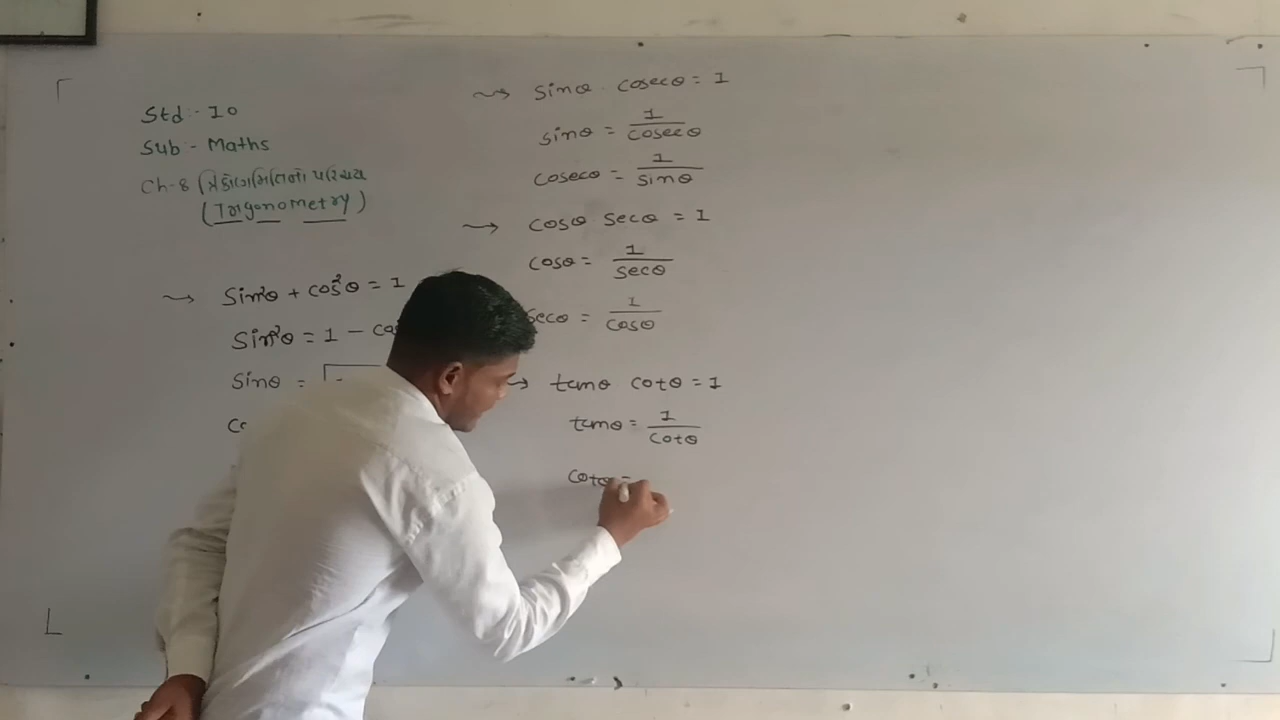 Std :- 10
Sub :- Maths
Ch-8 ત્રિકોણમિતિનો પરિચય
(Trigonometry)
sin²θ + cos²θ = 1
sin²θ = 1 -
sinθ =
sinθ . cosecθ = 1
sinθ = 1/cosecθ
cosecθ = 1/sinθ
cosθ secθ = 1
cosθ = 1/secθ
secθ = 1/cosθ
tanθ cotθ = 1
tanθ = 1/cotθ
cotθ =